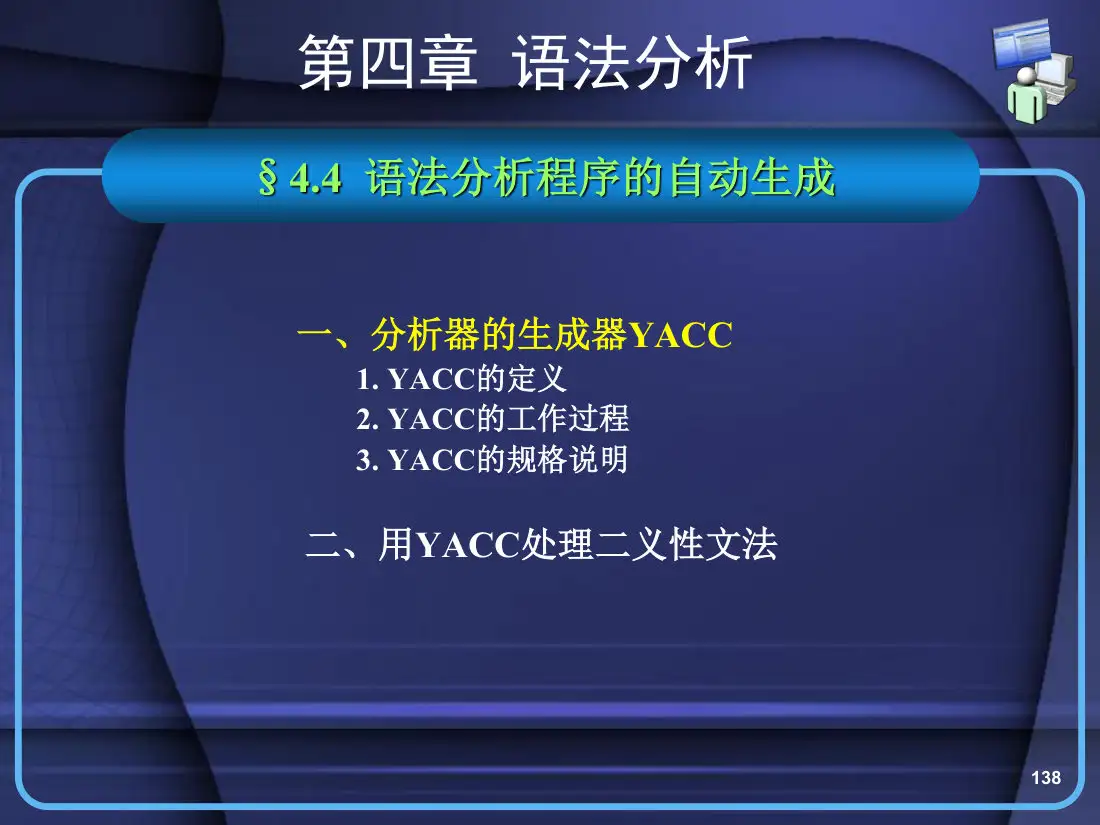 第四章 语法分析
§4.4 语法分析程序的自动生成
一、分析器的生成器YACC
1. YACC的定义
2. YACC的工作过程
3. YACC的规格说明
二、用YACC处理二义性文法
138